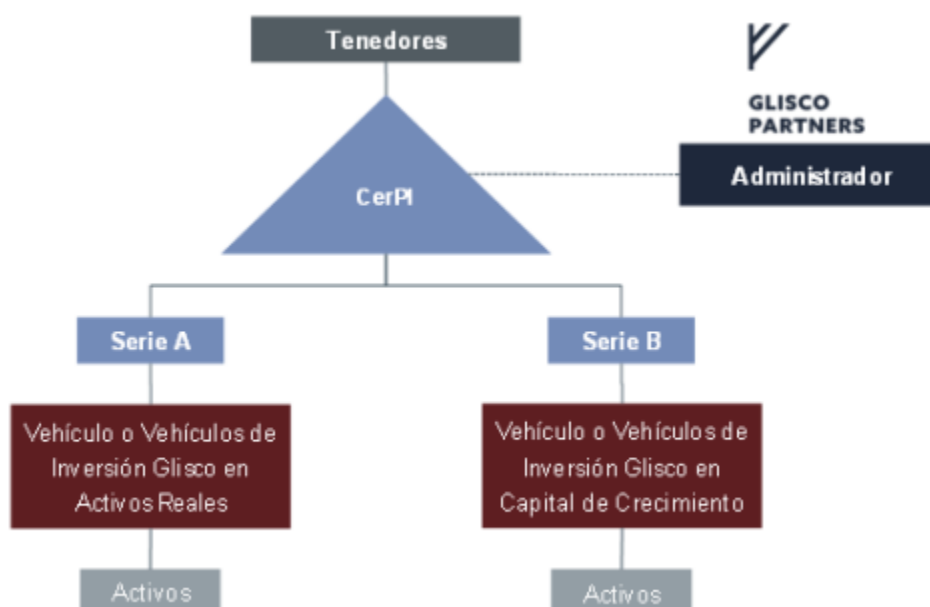 Tenedores
GLISCO
PARTNERS
Administrador
CerPI
Serie A
Serie B
Vehículo o Vehículos de
Inversión Glisco en
Activos Reales
Vehículo o Vehículos de
Inversión Glisco en
Capital de Crecimiento
Activos
Activos